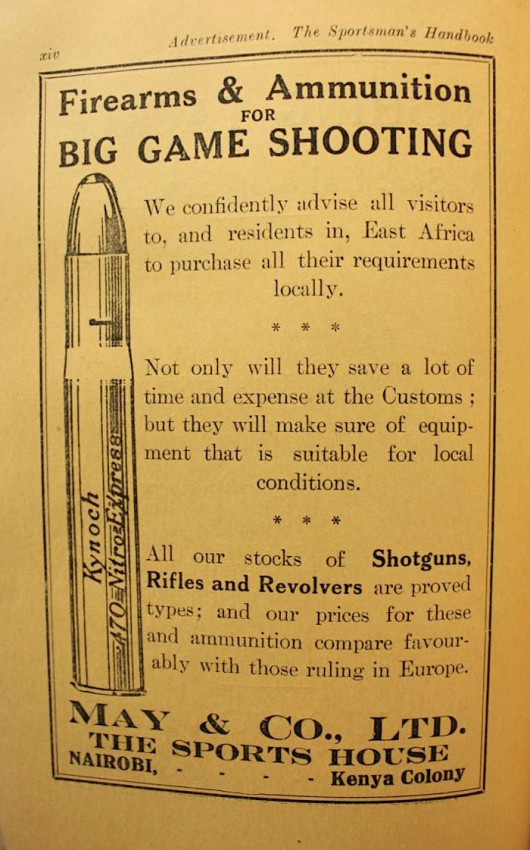 xiv
Advertisement. The Sportsman's Handbook
Firearms & Ammunition
FOR
BIG GAME SHOOTING
We confidently advise all visitors
to, and residents in, East Africa
to purchase all their requirements
locally.
* * *
Not only will they save a lot of
time and expense at the Customs ;
but they will make sure of equip-
ment that is suitable for local
conditions.
* * *
All our stocks of Shotguns,
Rifles and Revolvers are proved
types; and our prices for these
and ammunition compare favour-
ably with those ruling in Europe.
Kynoch
.470=Nitro=Express
MAY & CO., LTD.
THE SPORTS HOUSE
NAIROBI, - - - - Kenya Colony